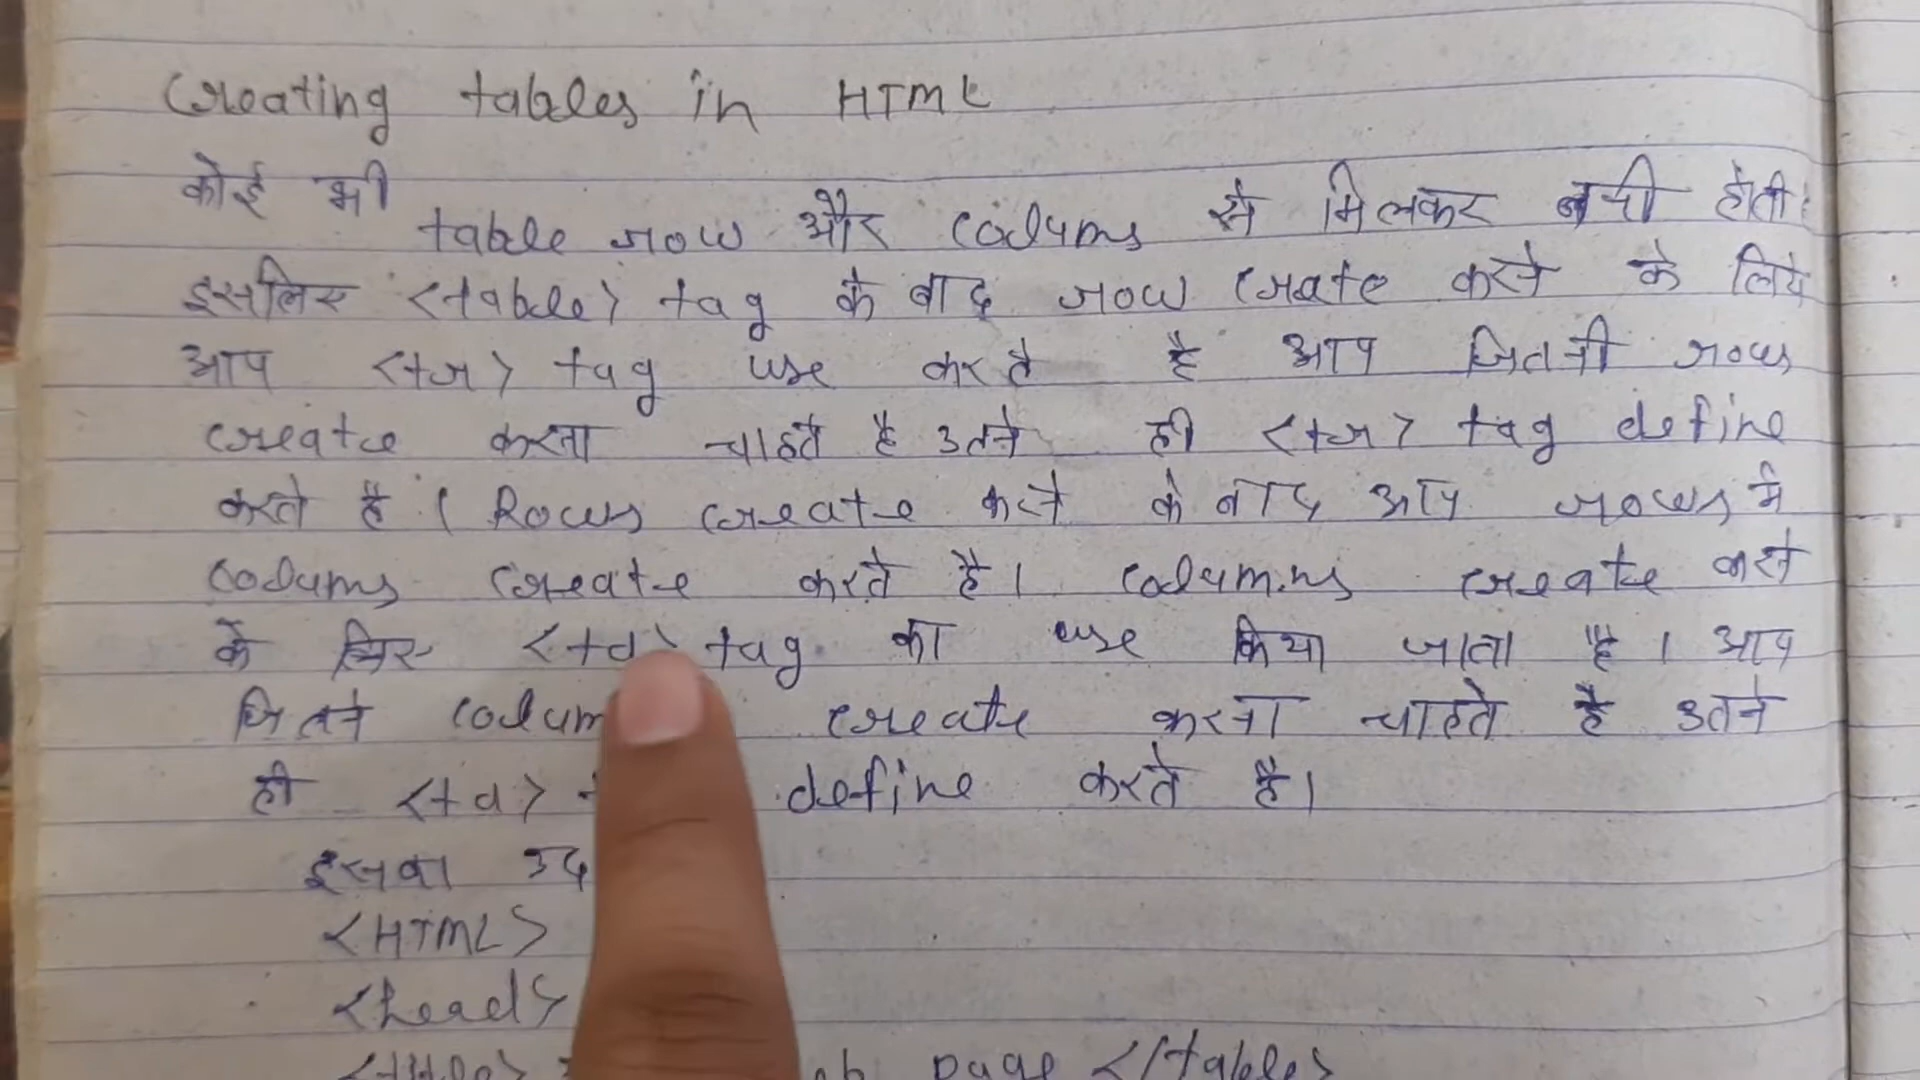 Creating tables in HTML
कोई भी table row और colums से मिलकर बनी होती
इसलिए <table> tag के बाद row Crate करने के लिये
आप <tr> tag use करते है आप जितनी rows
create करना चाहते है उतने ही <tr> tag define
करते है । Rows create करने के बाद आप rows मे
colums create करते है । columns create करने
के लिए <td> tag का use किया जाता है । आप
जितने create करना चाहते है उतने
ही <td> define करते है ।
इसका
<HTML>
<head>
page </table>